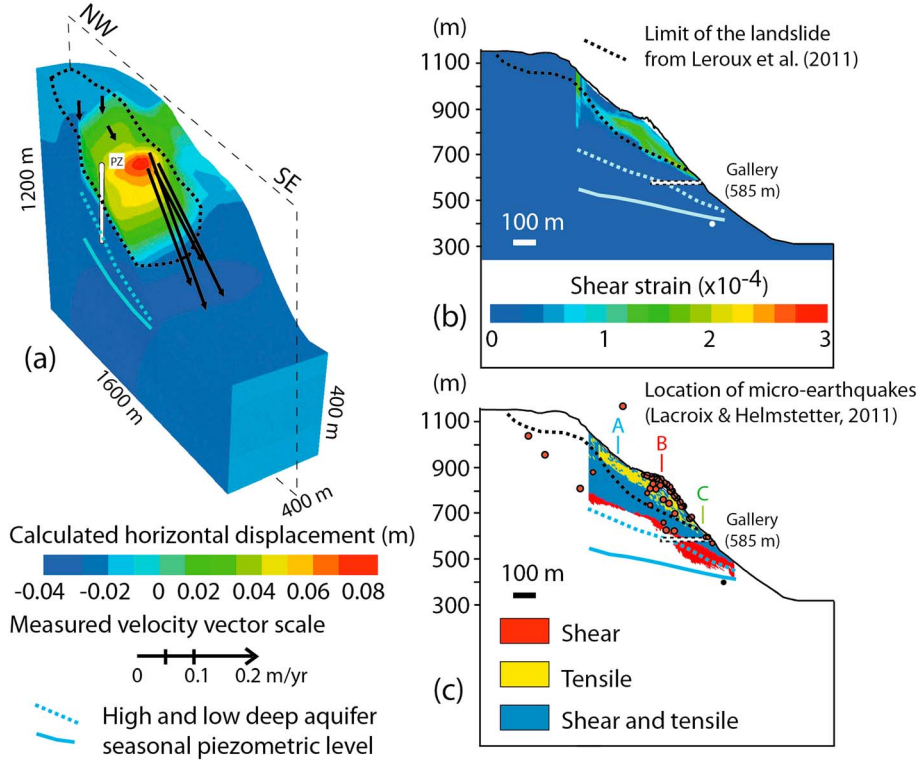 NW
SE
PZ
1200 m
1600 m
400 m
400 m
(a)
Calculated horizontal displacement (m)
-0.04 -0.02 0 0.02 0.04 0.06 0.08
Measured velocity vector scale
0 0.1 0.2 m/yr
High and low deep aquifer
seasonal piezometric level
(m)
1100
900
700
500
300
Limit of the landslide
from Leroux et al. (2011)
Gallery
(585 m)
100 m
Shear strain (x10-4)
(b)
0 1 2 3
(m)
1100
900
700
500
300
Location of micro-earthquakes
(Lacroix & Helmstetter, 2011)
A
B
C
Gallery
(585 m)
100 m
Shear
Tensile
Shear and tensile
(c)